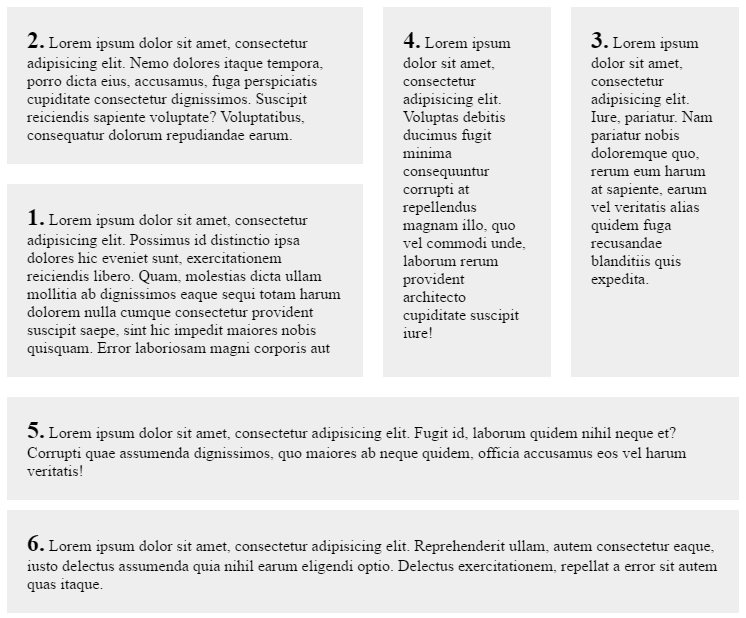 2. Lorem ipsum dolor sit amet, consectetur
adipisicing elit. Nemo dolores itaque tempora,
porro dicta eius, accusamus, fuga perspiciatis
cupiditate consectetur dignissimos. Suscipit
reiciendis sapiente voluptate? Voluptatibus,
consequatur dolorum repudiandae earum.
1. Lorem ipsum dolor sit amet, consectetur
adipisicing elit. Possimus id distinctio ipsa
dolores hic eveniet sunt, exercitationem
reiciendis libero. Quam, molestias dicta ullam
mollitia ab dignissimos eaque sequi totam harum
dolorem nulla cumque consectetur provident
suscipit saepe, sint hic impedit maiores nobis
quisquam. Error laboriosam magni corporis aut
4. Lorem ipsum
dolor sit amet,
consectetur
adipisicing elit.
Voluptas debitis
ducimus fugit
minima
consequuntur
corrupti at
repellendus
magnam illo, quo
vel commodi unde,
laborum rerum
provident
architecto
cupiditate suscipit
iure!
3. Lorem ipsum
dolor sit amet,
consectetur
adipisicing elit.
Iure, pariatur. Nam
pariatur nobis
doloremque quo,
rerum eum harum
at sapiente, earum
vel veritatis alias
quidem fuga
recusandae
blanditiis quis
expedita.
5. Lorem ipsum dolor sit amet, consectetur adipisicing elit. Fugit id, laborum quidem nihil neque et?
Corrupti quae assumenda dignissimos, quo maiores ab neque quidem, officia accusamus eos vel harum
veritatis!
6. Lorem ipsum dolor sit amet, consectetur adipisicing elit. Reprehenderit ullam, autem consectetur eaque,
iusto delectus assumenda quia nihil earum eligendi optio. Delectus exercitationem, repellat a error sit autem
quas itaque.